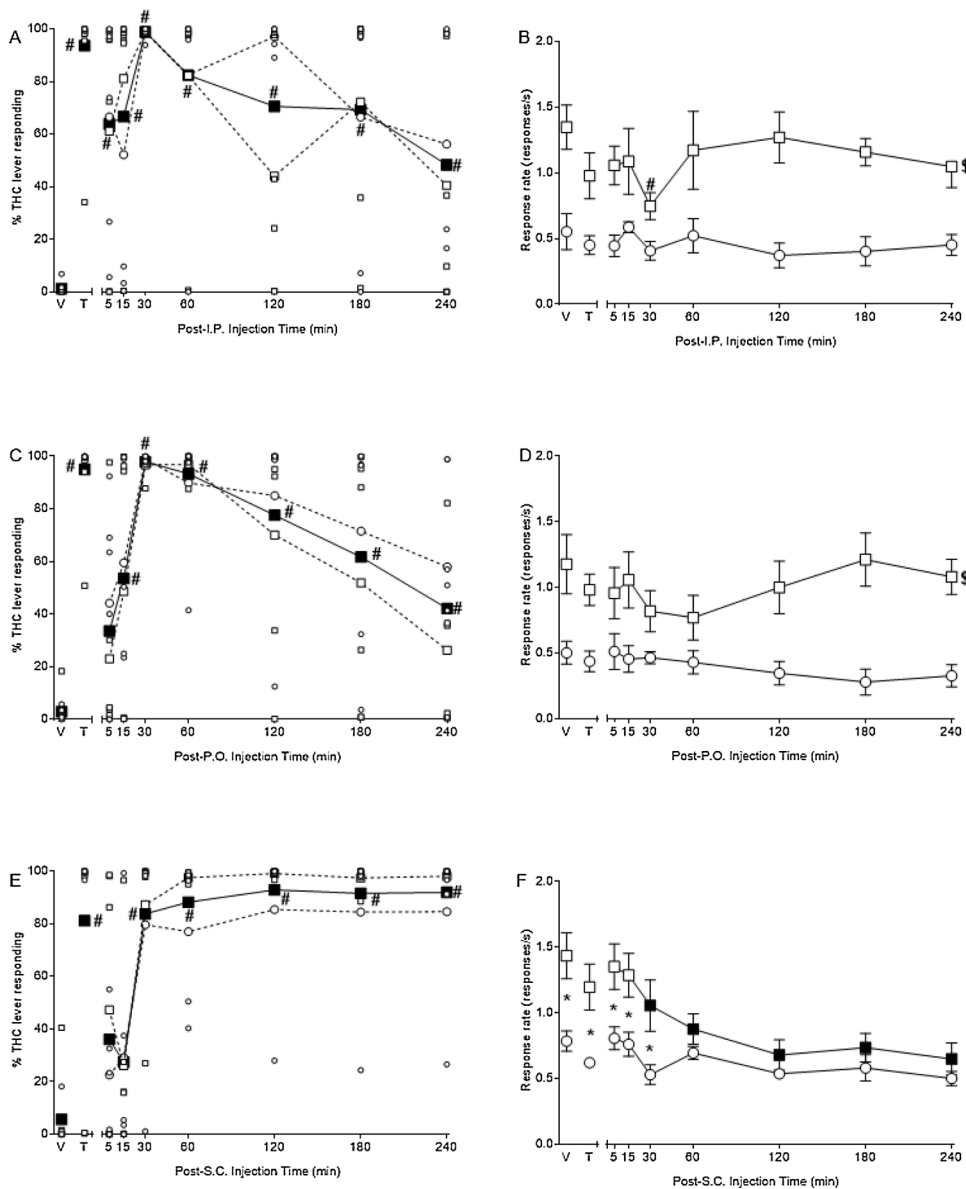 A
% THC lever responding
100
80
60
40
20
0
# # # # # # # #
V T 5 15 30 60 120 180 240
Post-I.P. Injection Time (min)
B
Response rate (responses/s)
2.0
1.5
1.0
0.5
0.0
#
$
V T 5 15 30 60 120 180 240
Post-I.P. Injection Time (min)
C
% THC lever responding
100
80
60
40
20
0
# # # # # # #
V T 5 15 30 60 120 180 240
Post-P.O. Injection Time (min)
D
Response rate (responses/s)
2.0
1.5
1.0
0.5
0.0
$
V T 5 15 30 60 120 180 240
Post-P.O. Injection Time (min)
E
% THC lever responding
100
80
60
40
20
0
# # # # # #
V T 5 15 30 60 120 180 240
Post-S.C. Injection Time (min)
F
Response rate (responses/s)
2.0
1.5
1.0
0.5
0.0
* * * * *
V T 5 15 30 60 120 180 240
Post-S.C. Injection Time (min)